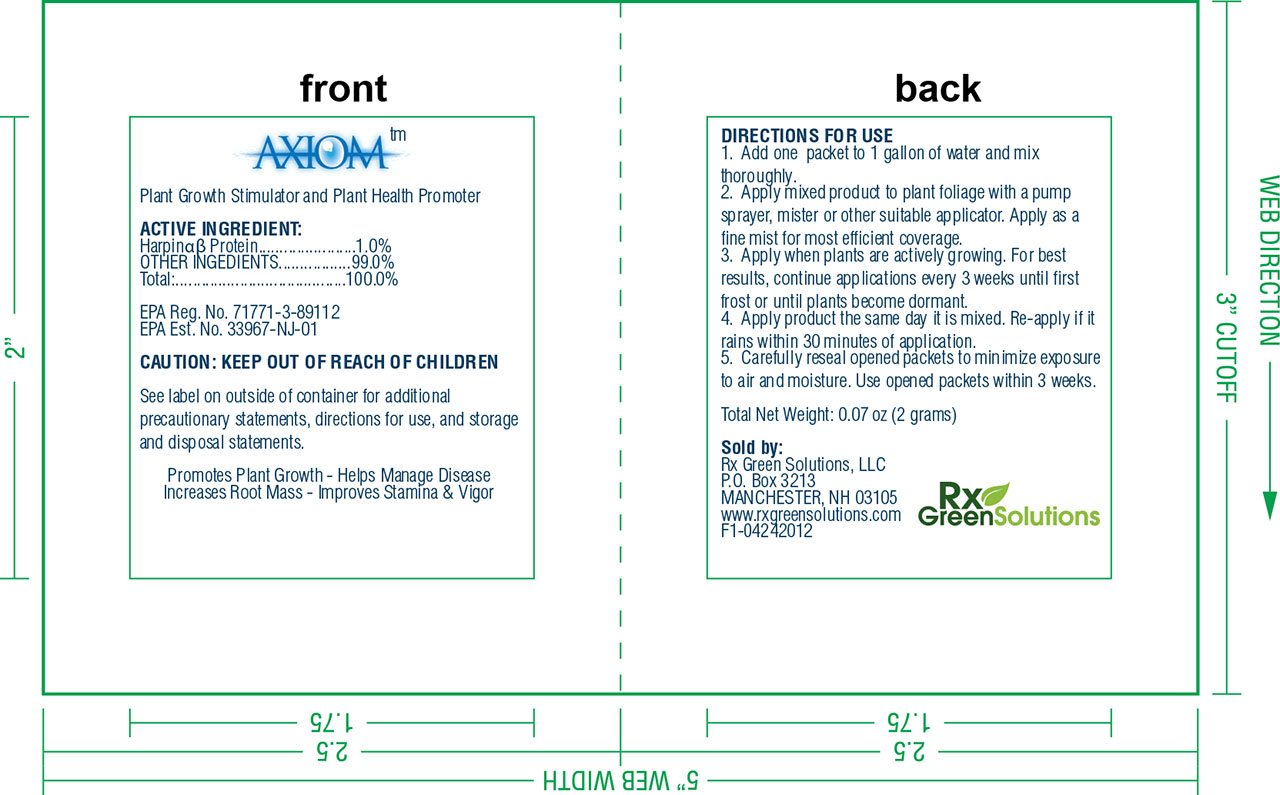 front
AXIOM tm
Plant Growth Stimulator and Plant Health Promoter
ACTIVE INGREDIENT:
Harpinαβ Protein.......................1.0%
OTHER INGEDIENTS.................99.0%
Total:........................................100.0%
EPA Reg. No. 71771-3-89112
EPA Est. No. 33967-NJ-01
CAUTION: KEEP OUT OF REACH OF CHILDREN
See label on outside of container for additional
precautionary statements, directions for use, and storage
and disposal statements.
Promotes Plant Growth - Helps Manage Disease
Increases Root Mass - Improves Stamina & Vigor
back
DIRECTIONS FOR USE
1. Add one packet to 1 gallon of water and mix
thoroughly.
2. Apply mixed product to plant foliage with a pump
sprayer, mister or other suitable applicator. Apply as a
fine mist for most efficient coverage.
3. Apply when plants are actively growing. For best
results, continue applications every 3 weeks until first
frost or until plants become dormant.
4. Apply product the same day it is mixed. Re-apply if it
rains within 30 minutes of application.
5. Carefully reseal opened packets to minimize exposure
to air and moisture. Use opened packets within 3 weeks.
Total Net Weight: 0.07 oz (2 grams)
Sold by:
Rx Green Solutions, LLC
P.O. Box 3213
MANCHESTER, NH 03105
www.rxgreensolutions.com
F1-04242012
Rx
GreenSolutions
2”
3” CUTOFF
WEB DIRECTION
1.75
1.75
2.5
2.5
5” WEB WIDTH